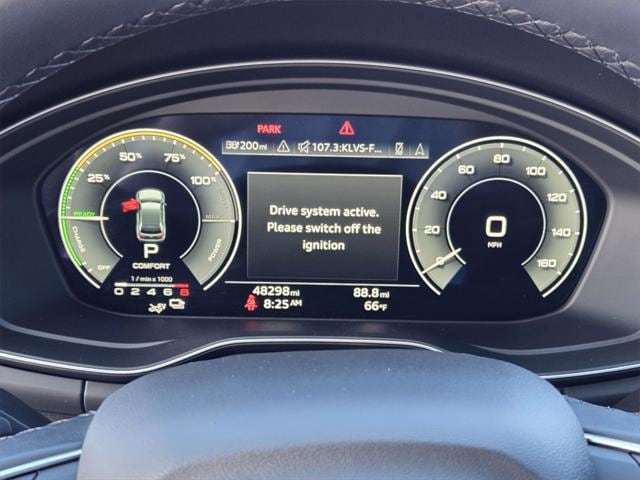 PARK
200mi 107.3:KLVS-F...
25% 50% 75% 100%
MAX
READY
CHARGE
OFF
POWER
P
COMFORT
1 / min x 1000
0 2 4 6 8
EV
Drive system active.
Please switch off the
ignition
48298mi 88.8mi
8:25AM 66°F
0 20 40 60 80 100 120 140 160
0
MPH